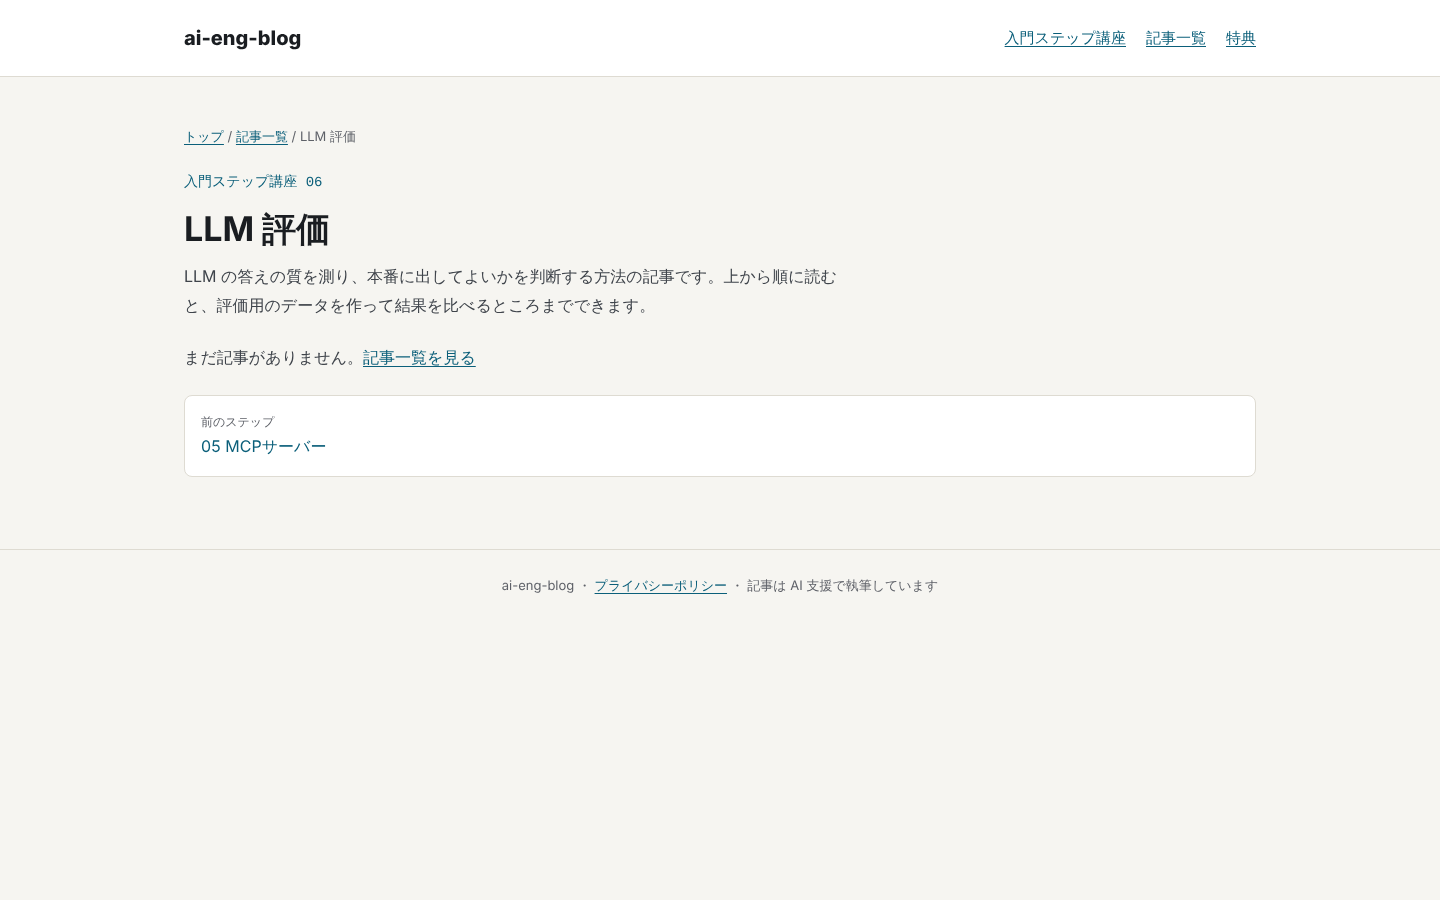 ai-eng-blog
入門ステップ講座 記事一覧 特典
トップ / 記事一覧 / LLM 評価
入門ステップ講座 06
LLM 評価
LLM の答えの質を測り、本番に出してよいかを判断する方法の記事です。上から順に読む
と、評価用のデータを作って結果を比べるところまでできます。
まだ記事がありません。記事一覧を見る
前のステップ
05 MCPサーバー
ai-eng-blog ・ プライバシーポリシー ・ 記事は AI 支援で執筆しています